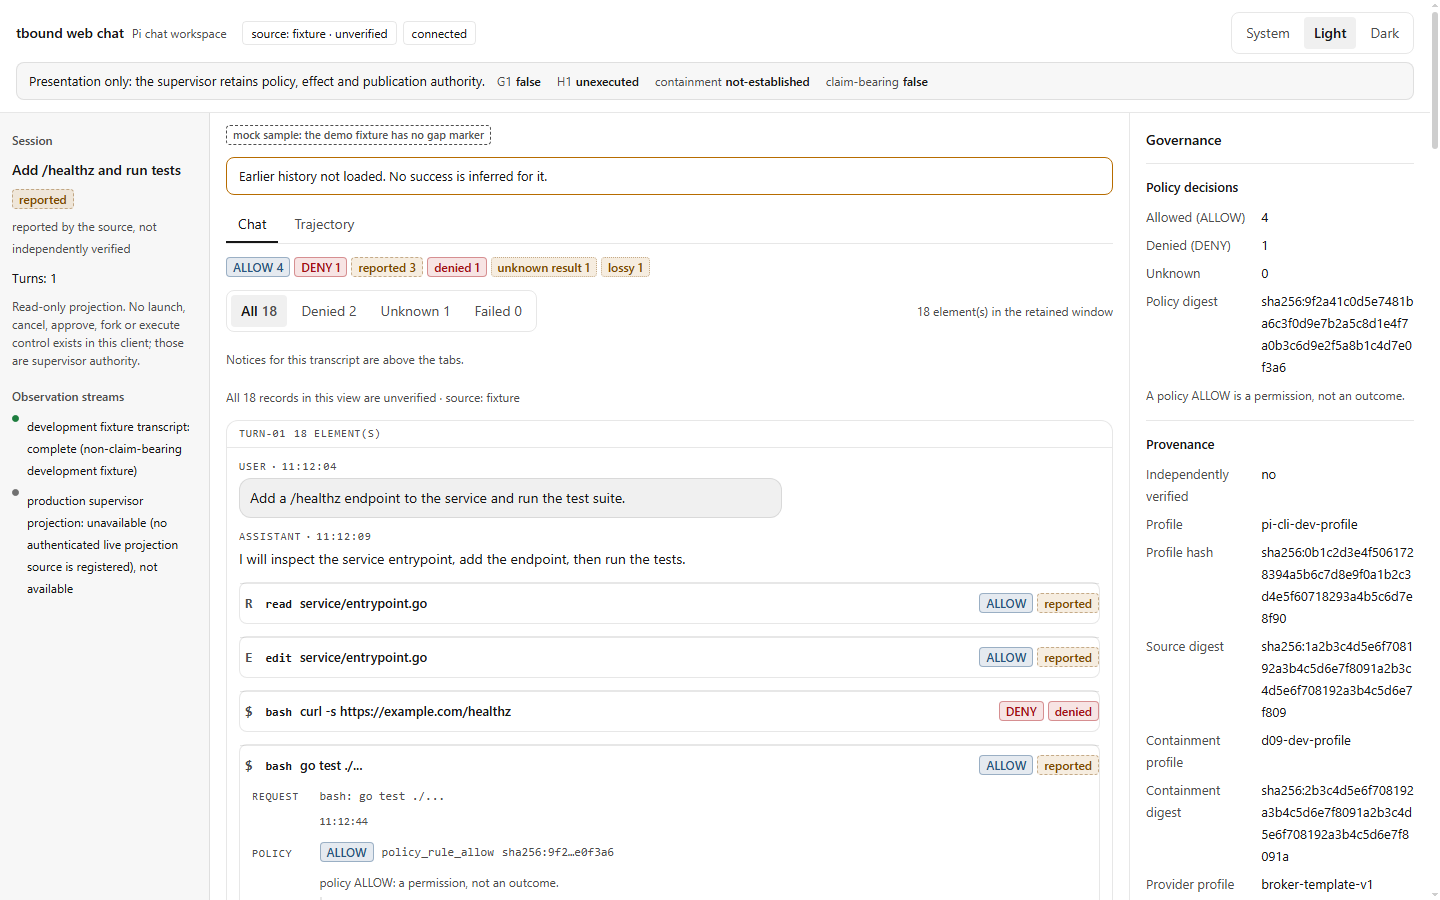 tbound web chat Pi chat workspace source: fixture · unverified connected System Light Dark
Presentation only: the supervisor retains policy, effect and publication authority. G1 false H1 unexecuted containment not-established claim-bearing false
Session
Add /healthz and run tests
reported
reported by the source, not
independently verified
Turns: 1
Read-only projection. No launch,
cancel, approve, fork or execute
control exists in this client; those
are supervisor authority.
Observation streams
development fixture transcript:
complete (non-claim-bearing
development fixture)
production supervisor
projection: unavailable (no
authenticated live projection
source is registered), not
available
mock sample: the demo fixture has no gap marker
Earlier history not loaded. No success is inferred for it.
Chat Trajectory
ALLOW 4 DENY 1 reported 3 denied 1 unknown result 1 lossy 1
All 18 Denied 2 Unknown 1 Failed 0 18 element(s) in the retained window
Notices for this transcript are above the tabs.
All 18 records in this view are unverified · source: fixture
TURN-01 18 ELEMENT(S)
USER · 11:12:04
Add a /healthz endpoint to the service and run the test suite.
ASSISTANT · 11:12:09
I will inspect the service entrypoint, add the endpoint, then run the tests.
R read service/entrypoint.go ALLOW reported
E edit service/entrypoint.go ALLOW reported
$ bash curl -s https://example.com/healthz DENY denied
$ bash go test ./... ALLOW reported
REQUEST bash: go test ./...
11:12:44
POLICY ALLOW policy_rule_allow sha256:9f2…e0f3a6
policy ALLOW: a permission, not an outcome.
Governance
Policy decisions
Allowed (ALLOW) 4
Denied (DENY) 1
Unknown 0
Policy digest sha256:9f2a41c0d5e7481b
a6c3f0d9e7b2a5c8d1e4f7
a0b3c6d9e2f5a8b1c4d7e0
f3a6
A policy ALLOW is a permission, not an outcome.
Provenance
Independently no
verified
Profile pi-cli-dev-profile
Profile hash sha256:0b1c2d3e4f506172
8394a5b6c7d8e9f0a1b2c3
d4e5f60718293a4b5c6d7e
8f90
Source digest sha256:1a2b3c4d5e6f7081
92a3b4c5d6e7f8091a2b3c
4d5e6f708192a3b4c5d6e7
f809
Containment d09-dev-profile
profile
Containment sha256:2b3c4d5e6f708192
digest a3b4c5d6e7f8091a2b3c4d
5e6f708192a3b4c5d6e7f8
091a
Provider profile broker-template-v1